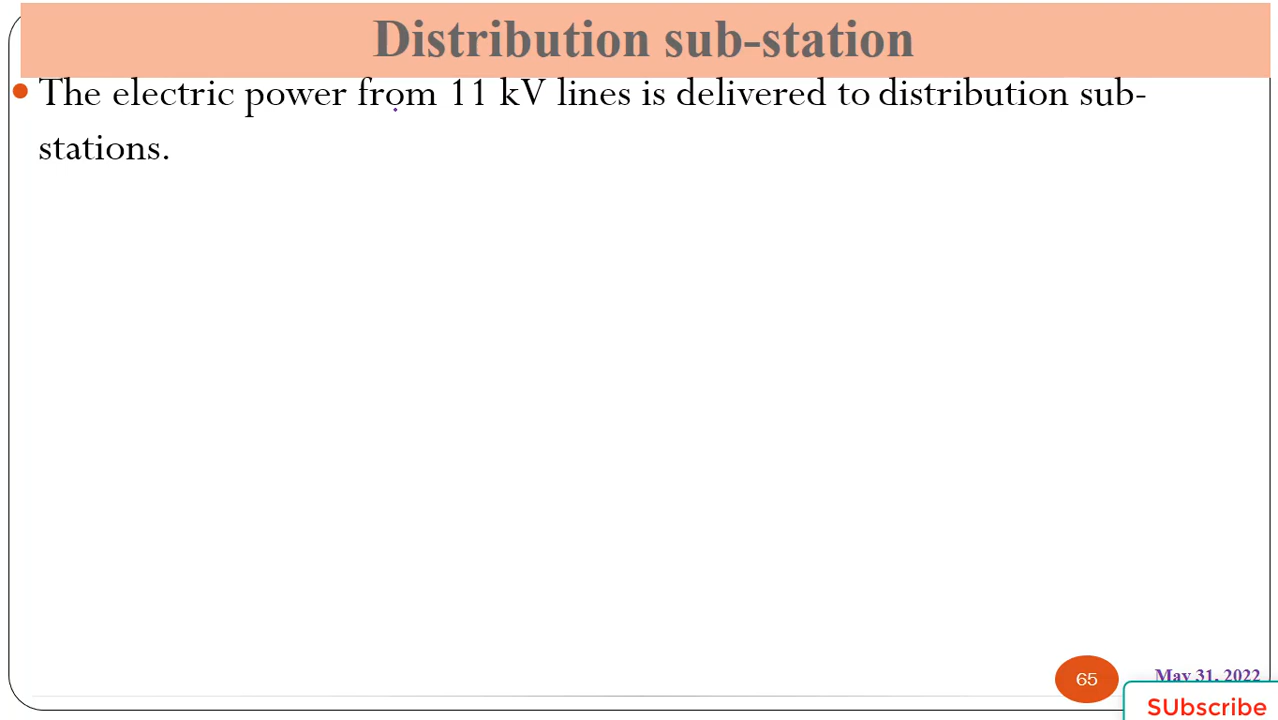 Distribution sub-station
• The electric power from 11 kV lines is delivered to distribution sub-
stations.
65
May 31, 2022
SUbscribe